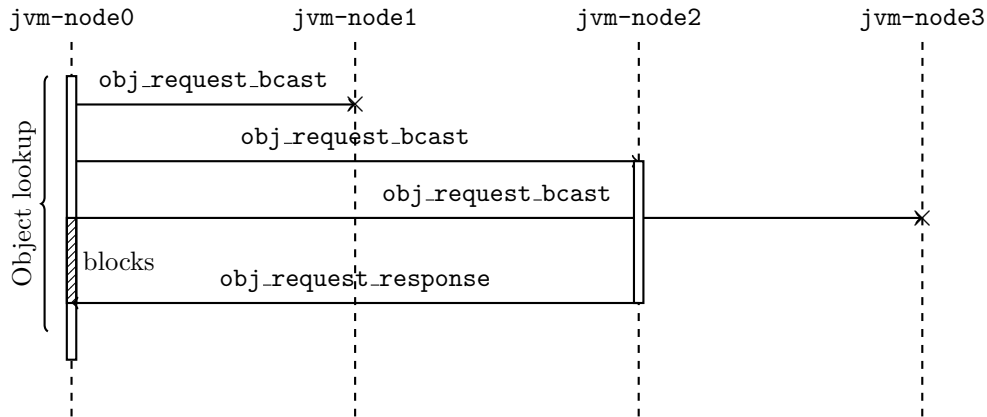 jvm-node0 jvm-node1 jvm-node2 jvm-node3
obj_request_bcast
obj_request_bcast
obj_request_bcast
Object lookup
blocks
obj_request_response